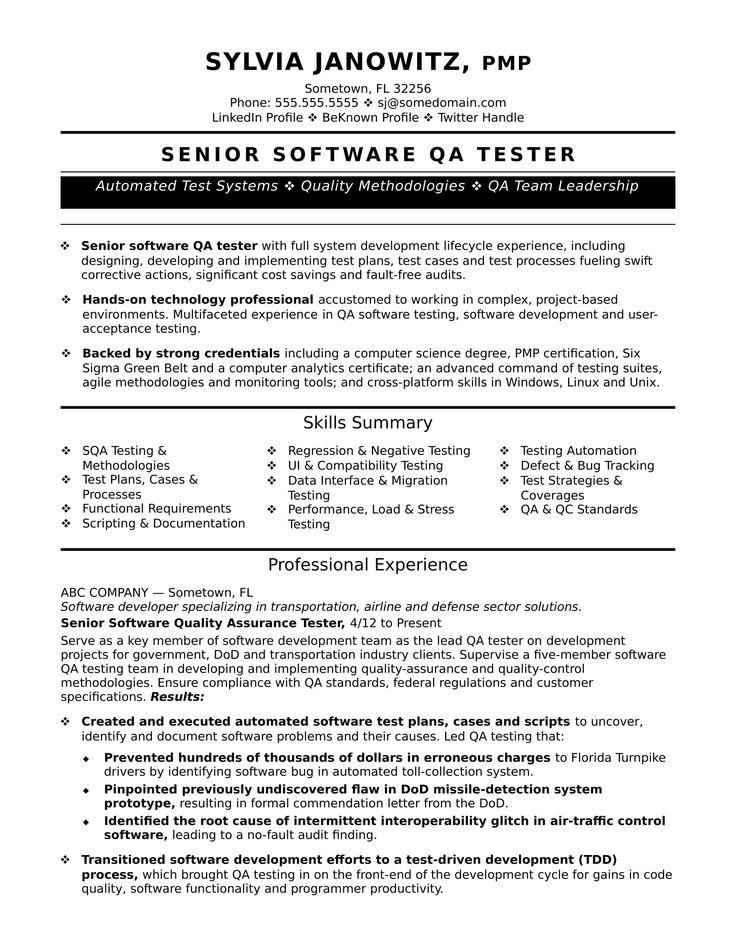 SYLVIA JANOWITZ, PMP
Sometown, FL 32256
Phone: 555.555.5555 ❖ sj@somedomain.com
LinkedIn Profile ❖ BeKnown Profile ❖ Twitter Handle
SENIOR SOFTWARE QA TESTER
Automated Test Systems ❖ Quality Methodologies ❖ QA Team Leadership
❖ Senior software QA tester with full system development lifecycle experience, including
designing, developing and implementing test plans, test cases and test processes fueling swift
corrective actions, significant cost savings and fault-free audits.
❖ Hands-on technology professional accustomed to working in complex, project-based
environments. Multifaceted experience in QA software testing, software development and user-
acceptance testing.
❖ Backed by strong credentials including a computer science degree, PMP certification, Six
Sigma Green Belt and a computer analytics certificate; an advanced command of testing suites,
agile methodologies and monitoring tools; and cross-platform skills in Windows, Linux and Unix.
Skills Summary
❖ SQA Testing &
Methodologies
❖ Test Plans, Cases &
Processes
❖ Functional Requirements
❖ Scripting & Documentation
❖ Regression & Negative Testing
❖ UI & Compatibility Testing
❖ Data Interface & Migration
Testing
❖ Performance, Load & Stress
Testing
❖ Testing Automation
❖ Defect & Bug Tracking
❖ Test Strategies &
Coverages
❖ QA & QC Standards
Professional Experience
ABC COMPANY — Sometown, FL
Software developer specializing in transportation, airline and defense sector solutions.
Senior Software Quality Assurance Tester, 4/12 to Present
Serve as a key member of software development team as the lead QA tester on development
projects for government, DoD and transportation industry clients. Supervise a five-member software
QA testing team in developing and implementing quality-assurance and quality-control
methodologies. Ensure compliance with QA standards, federal regulations and customer
specifications. Results:
❖ Created and executed automated software test plans, cases and scripts to uncover,
identify and document software problems and their causes. Led QA testing that:
◆ Prevented hundreds of thousands of dollars in erroneous charges to Florida Turnpike
drivers by identifying software bug in automated toll-collection system.
◆ Pinpointed previously undiscovered flaw in DoD missile-detection system
prototype, resulting in formal commendation letter from the DoD.
◆ Identified the root cause of intermittent interoperability glitch in air-traffic control
software, leading to a no-fault audit finding.
❖ Transitioned software development efforts to a test-driven development (TDD)
process, which brought QA testing in on the front-end of the development cycle for gains in code
quality, software functionality and programmer productivity.